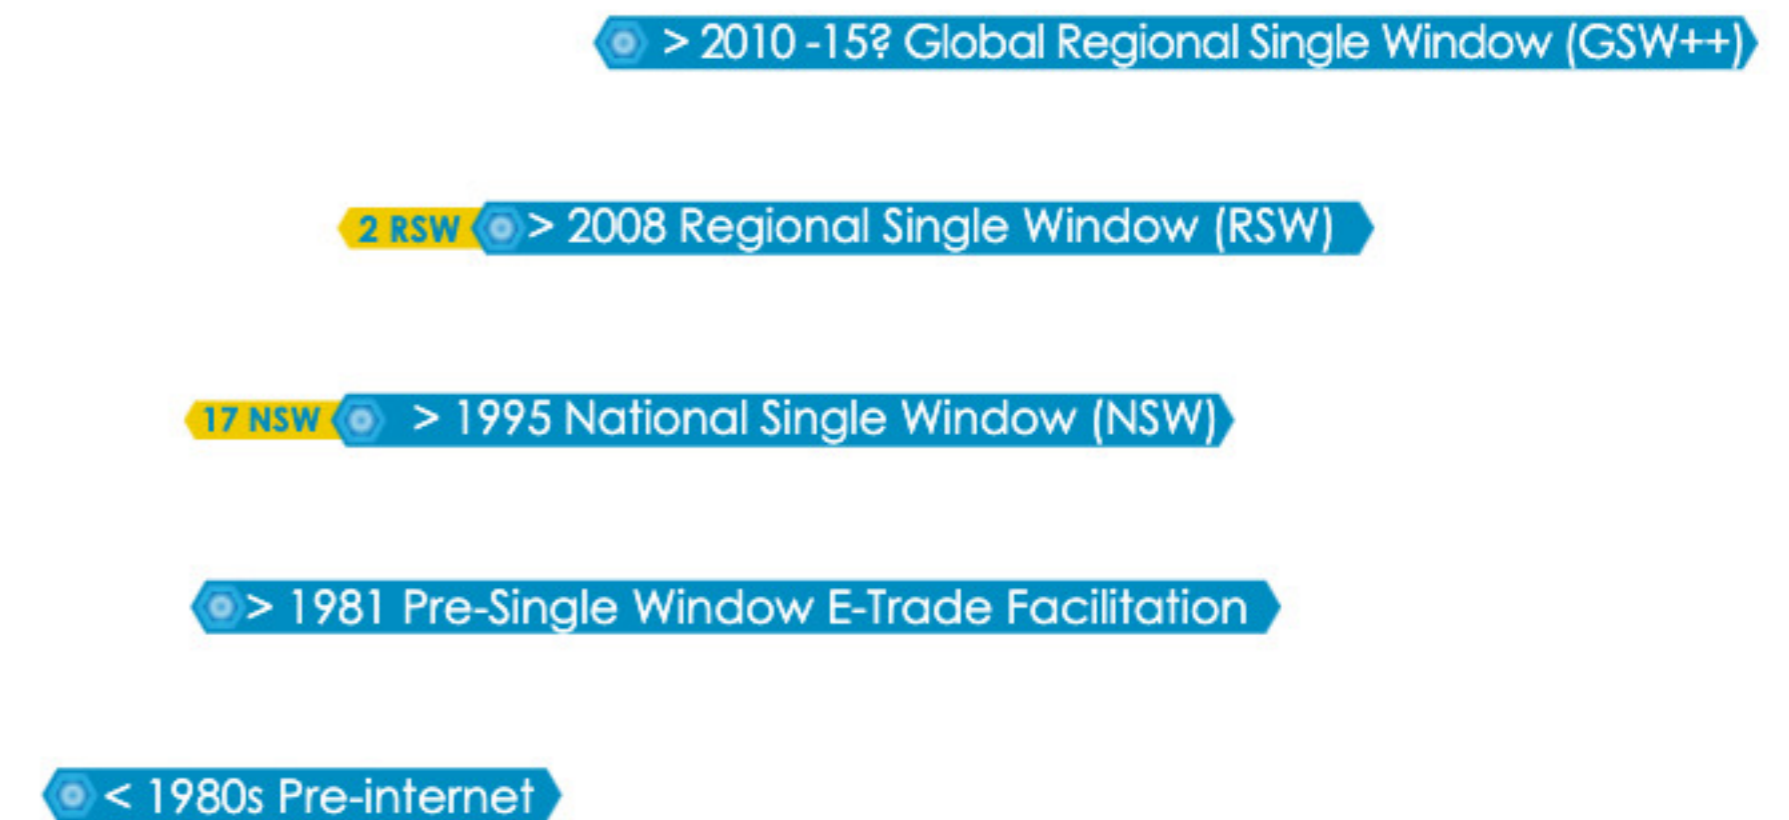 > 2010 -15? Global Regional Single Window (GSW++)
2 RSW > 2008 Regional Single Window (RSW)
17 NSW > 1995 National Single Window (NSW)
> 1981 Pre-Single Window E-Trade Facilitation
< 1980s Pre-internet